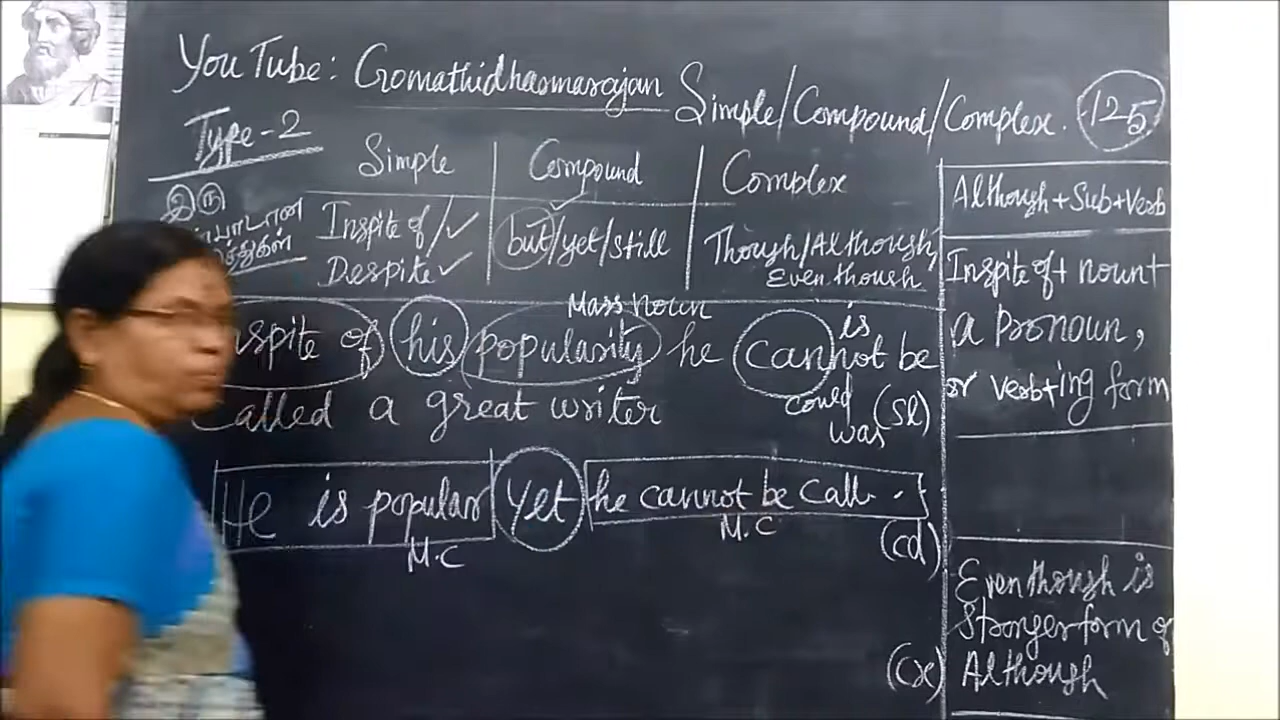 YouTube: Gomathidharmarajan Simple/Compound/Complex. 125
Type-2
Simple
Compound
Complex
இரு
Inspite of/✓
Despite✓
but/yet/still
Though/Although,
Even though
Mass noun
of his popularity he cannot be
is
called a great writer
could
was
(Sl)
He is popular yet he cannot be call-.
M.C
M.C
(cd)
(cx)
Although+Sub+Verb
Inspite of+ noun+
a pronoun,
or verb+ing form
Even though is
Stronger form of
Although